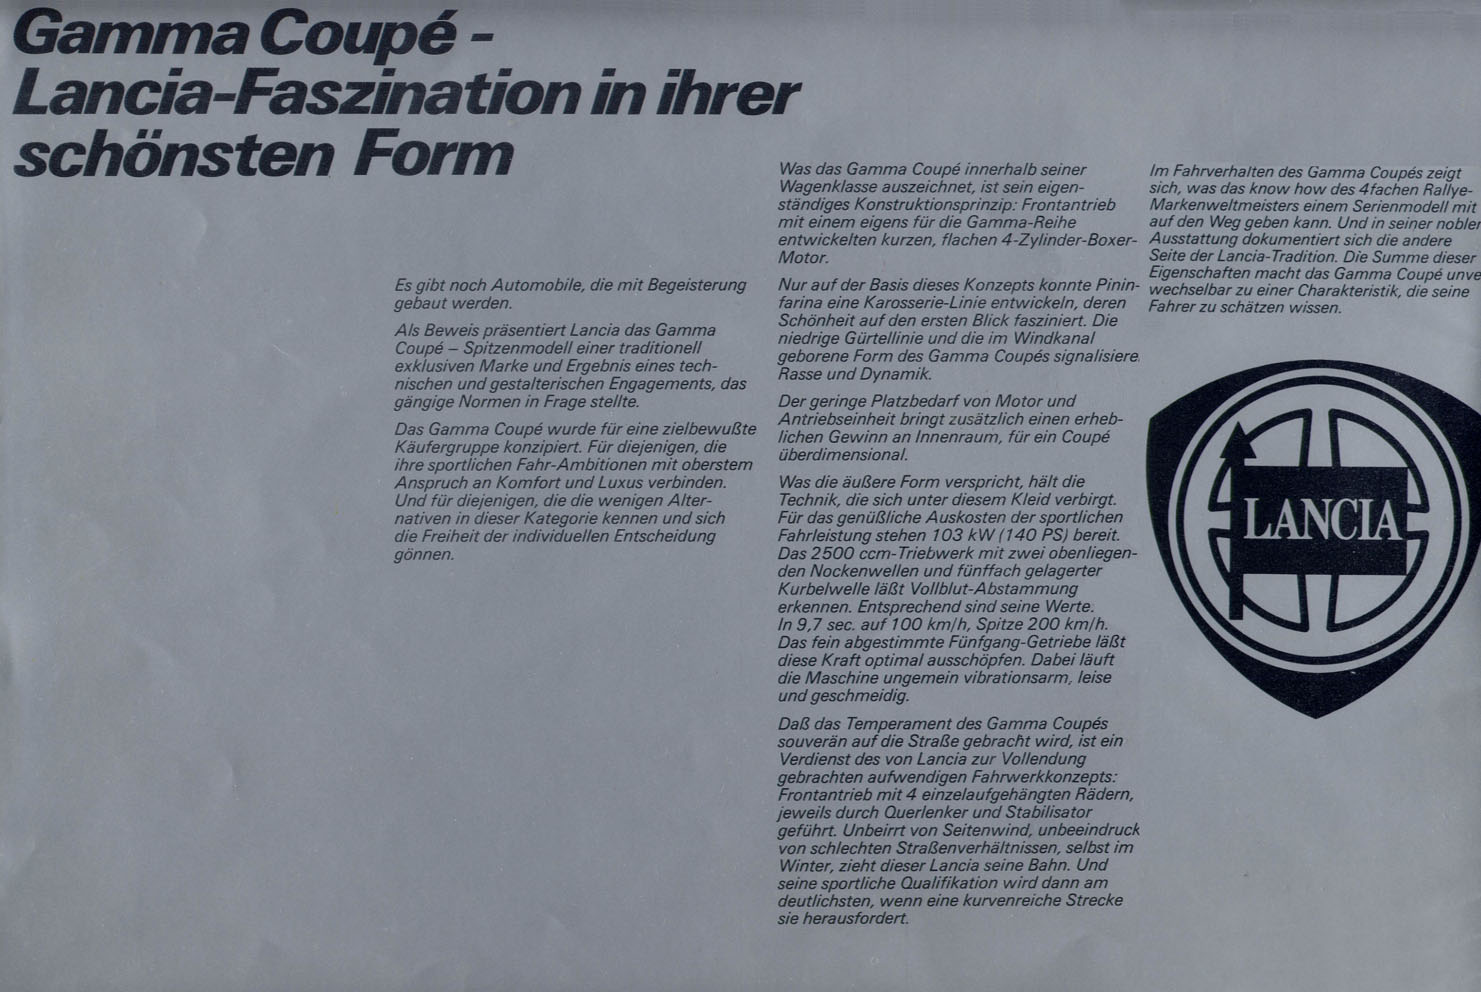 Gamma Coupé -
Lancia-Faszination in ihrer
schönsten Form
Es gibt noch Automobile, die mit Begeisterung
gebaut werden.
Als Beweis präsentiert Lancia das Gamma
Coupé – Spitzenmodell einer traditionell
exklusiven Marke und Ergebnis eines tech-
nischen und gestalterischen Engagements, das
gängige Normen in Frage stellte.
Das Gamma Coupé wurde für eine zielbewußte
Käufergruppe konzipiert. Für diejenigen, die
ihre sportlichen Fahr-Ambitionen mit oberstem
Anspruch an Komfort und Luxus verbinden.
Und für diejenigen, die die wenigen Alter-
nativen in dieser Kategorie kennen und sich
die Freiheit der individuellen Entscheidung
gönnen.
Was das Gamma Coupé innerhalb seiner
Wagenklasse auszeichnet, ist sein eigen-
ständiges Konstruktionsprinzip: Frontantrieb
mit einem eigens für die Gamma-Reihe
entwickelten kurzen, flachen 4-Zylinder-Boxer-
Motor.
Nur auf der Basis dieses Konzepts konnte Pinin-
farina eine Karosserie-Linie entwickeln, deren
Schönheit auf den ersten Blick fasziniert. Die
niedrige Gürtellinie und die im Windkanal
geborene Form des Gamma Coupés signalisiere
Rasse und Dynamik.
Der geringe Platzbedarf von Motor und
Antriebseinheit bringt zusätzlich einen erheb-
lichen Gewinn an Innenraum, für ein Coupé
überdimensional.
Was die äußere Form verspricht, hält die
Technik, die sich unter diesem Kleid verbirgt.
Für das genüßliche Auskosten der sportlichen
Fahrleistung stehen 103 kW (140 PS) bereit.
Das 2500 ccm-Triebwerk mit zwei obenliegen-
den Nockenwellen und fünffach gelagerter
Kurbelwelle läßt Vollblut-Abstammung
erkennen. Entsprechend sind seine Werte.
In 9,7 sec. auf 100 km/h, Spitze 200 km/h.
Das fein abgestimmte Fünfgang-Getriebe läßt
diese Kraft optimal ausschöpfen. Dabei läuft
die Maschine ungemein vibrationsarm, leise
und geschmeidig.
Daß das Temperament des Gamma Coupés
souverän auf die Straße gebracht wird, ist ein
Verdienst des von Lancia zur Vollendung
gebrachten aufwendigen Fahrwerkkonzepts:
Frontantrieb mit 4 einzelaufgehängten Rädern,
jeweils durch Querlenker und Stabilisator
geführt. Unbeirrt von Seitenwind, unbeeindruck
von schlechten Straßenverhältnissen, selbst im
Winter, zieht dieser Lancia seine Bahn. Und
seine sportliche Qualifikation wird dann am
deutlichsten, wenn eine kurvenreiche Strecke
sie herausfordert.
Im Fahrverhalten des Gamma Coupés zeigt
sich, was das know how des 4fachen Rallye-
Markenweltmeisters einem Serienmodell mit
auf den Weg geben kann. Und in seiner nobler
Ausstattung dokumentiert sich die andere
Seite der Lancia-Tradition. Die Summe dieser
Eigenschaften macht das Gamma Coupé unve
wechselbar zu einer Charakteristik, die seine
Fahrer zu schätzen wissen.
LANCIA